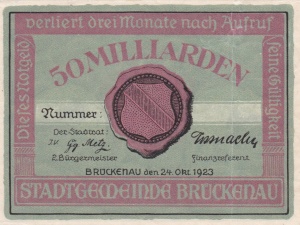 verliert drei Monate nach Aufruf
Dieses Notgeld
seine Gültigkeit
50 MILLIARDEN
Nummer:
Der Stadtrat:
2. Bürgermeister
Finanzreferent
BRÜCKENAU DEN 24. Okt. 1923
STADTGEMEINDE BRÜCKENAU